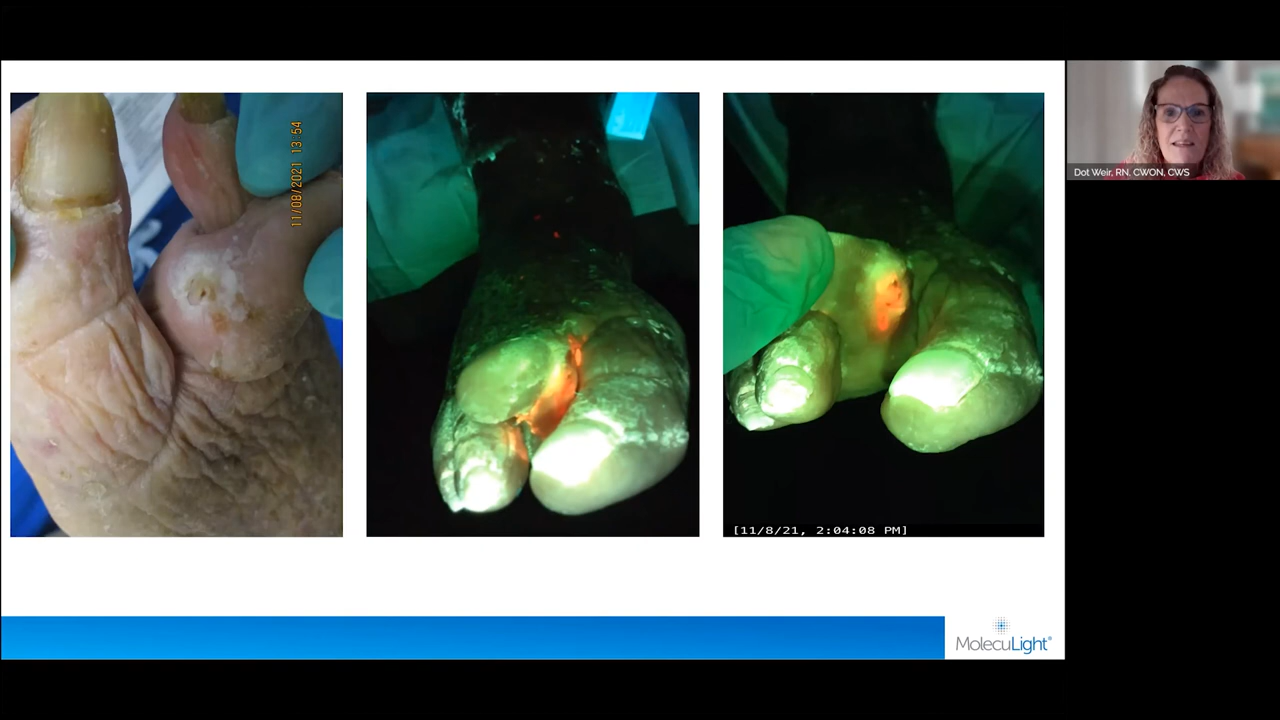 11/08/2021 13:54
[11/8/21, 2:04:08 PM]
Dot Weir, RN, CWON, CWS
MolecuLight®